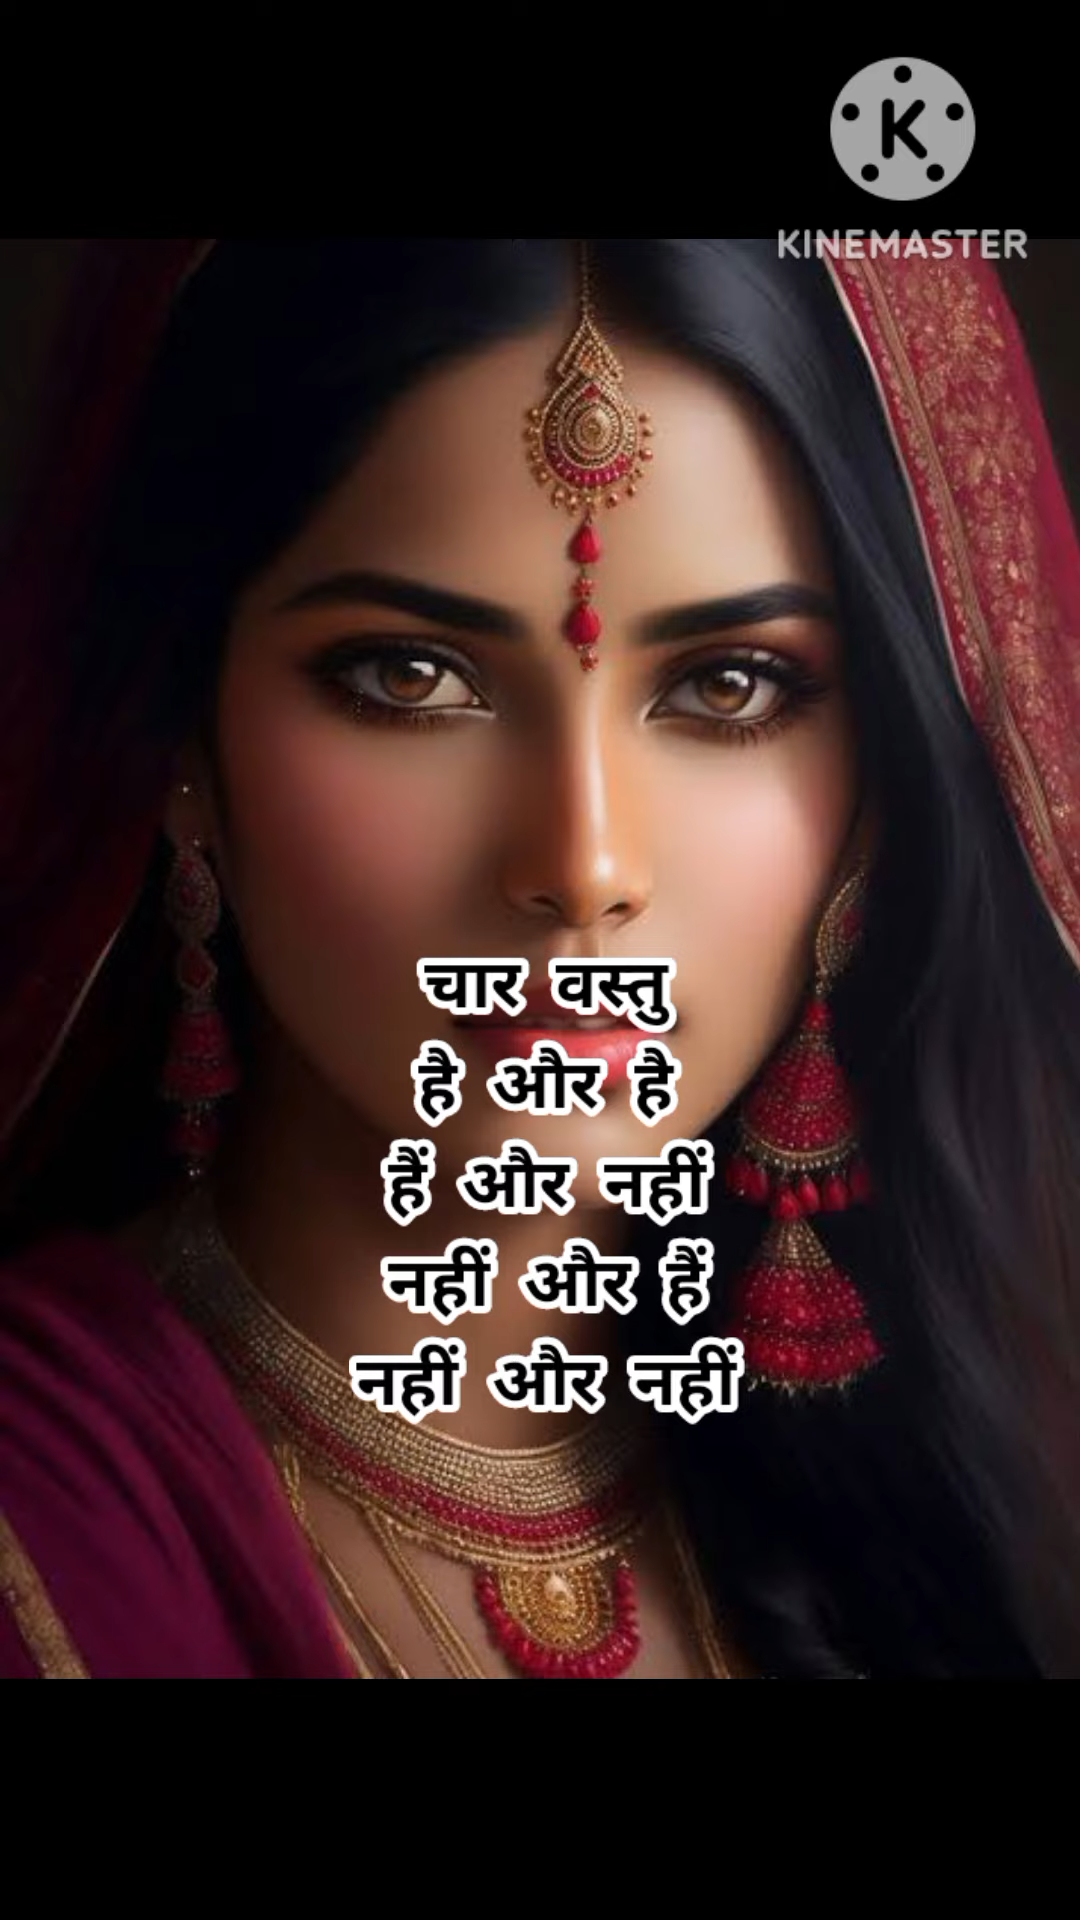 KINEMASTER
चार वस्तु
है और है
हैं और नहीं
नहीं और हैं
नहीं और नहीं